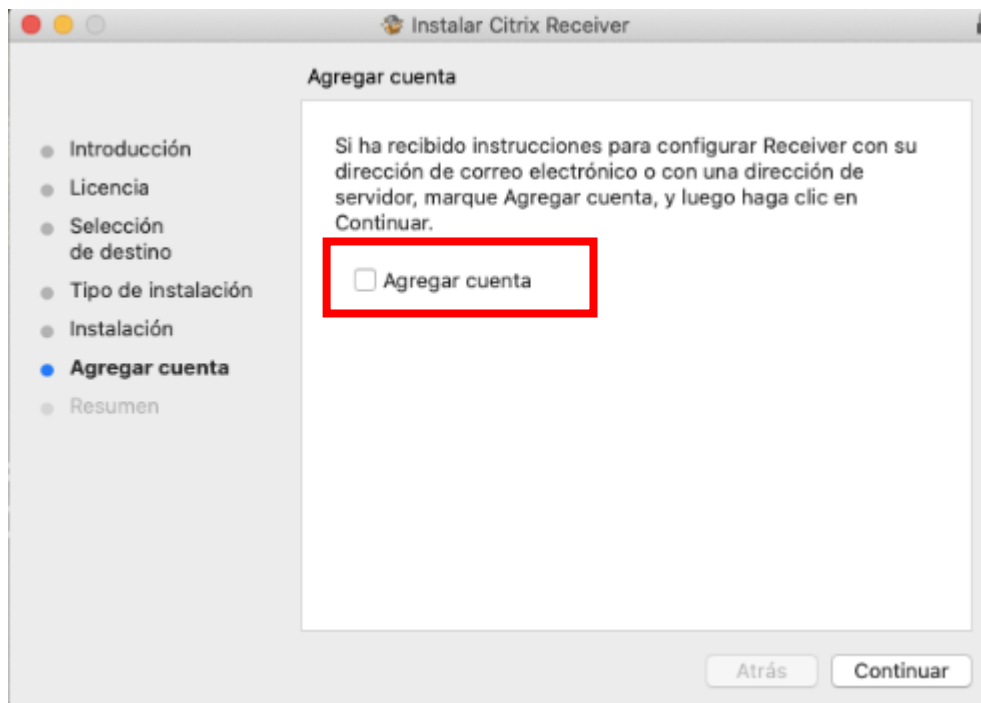 Instalar Citrix Receiver
Agregar cuenta
Introducción
Licencia
Selección
de destino
Tipo de instalación
Instalación
Agregar cuenta
Resumen
Si ha recibido instrucciones para configurar Receiver con su
dirección de correo electrónico o con una dirección de
servidor, marque Agregar cuenta, y luego haga clic en
Continuar.
Agregar cuenta
Atrás
Continuar